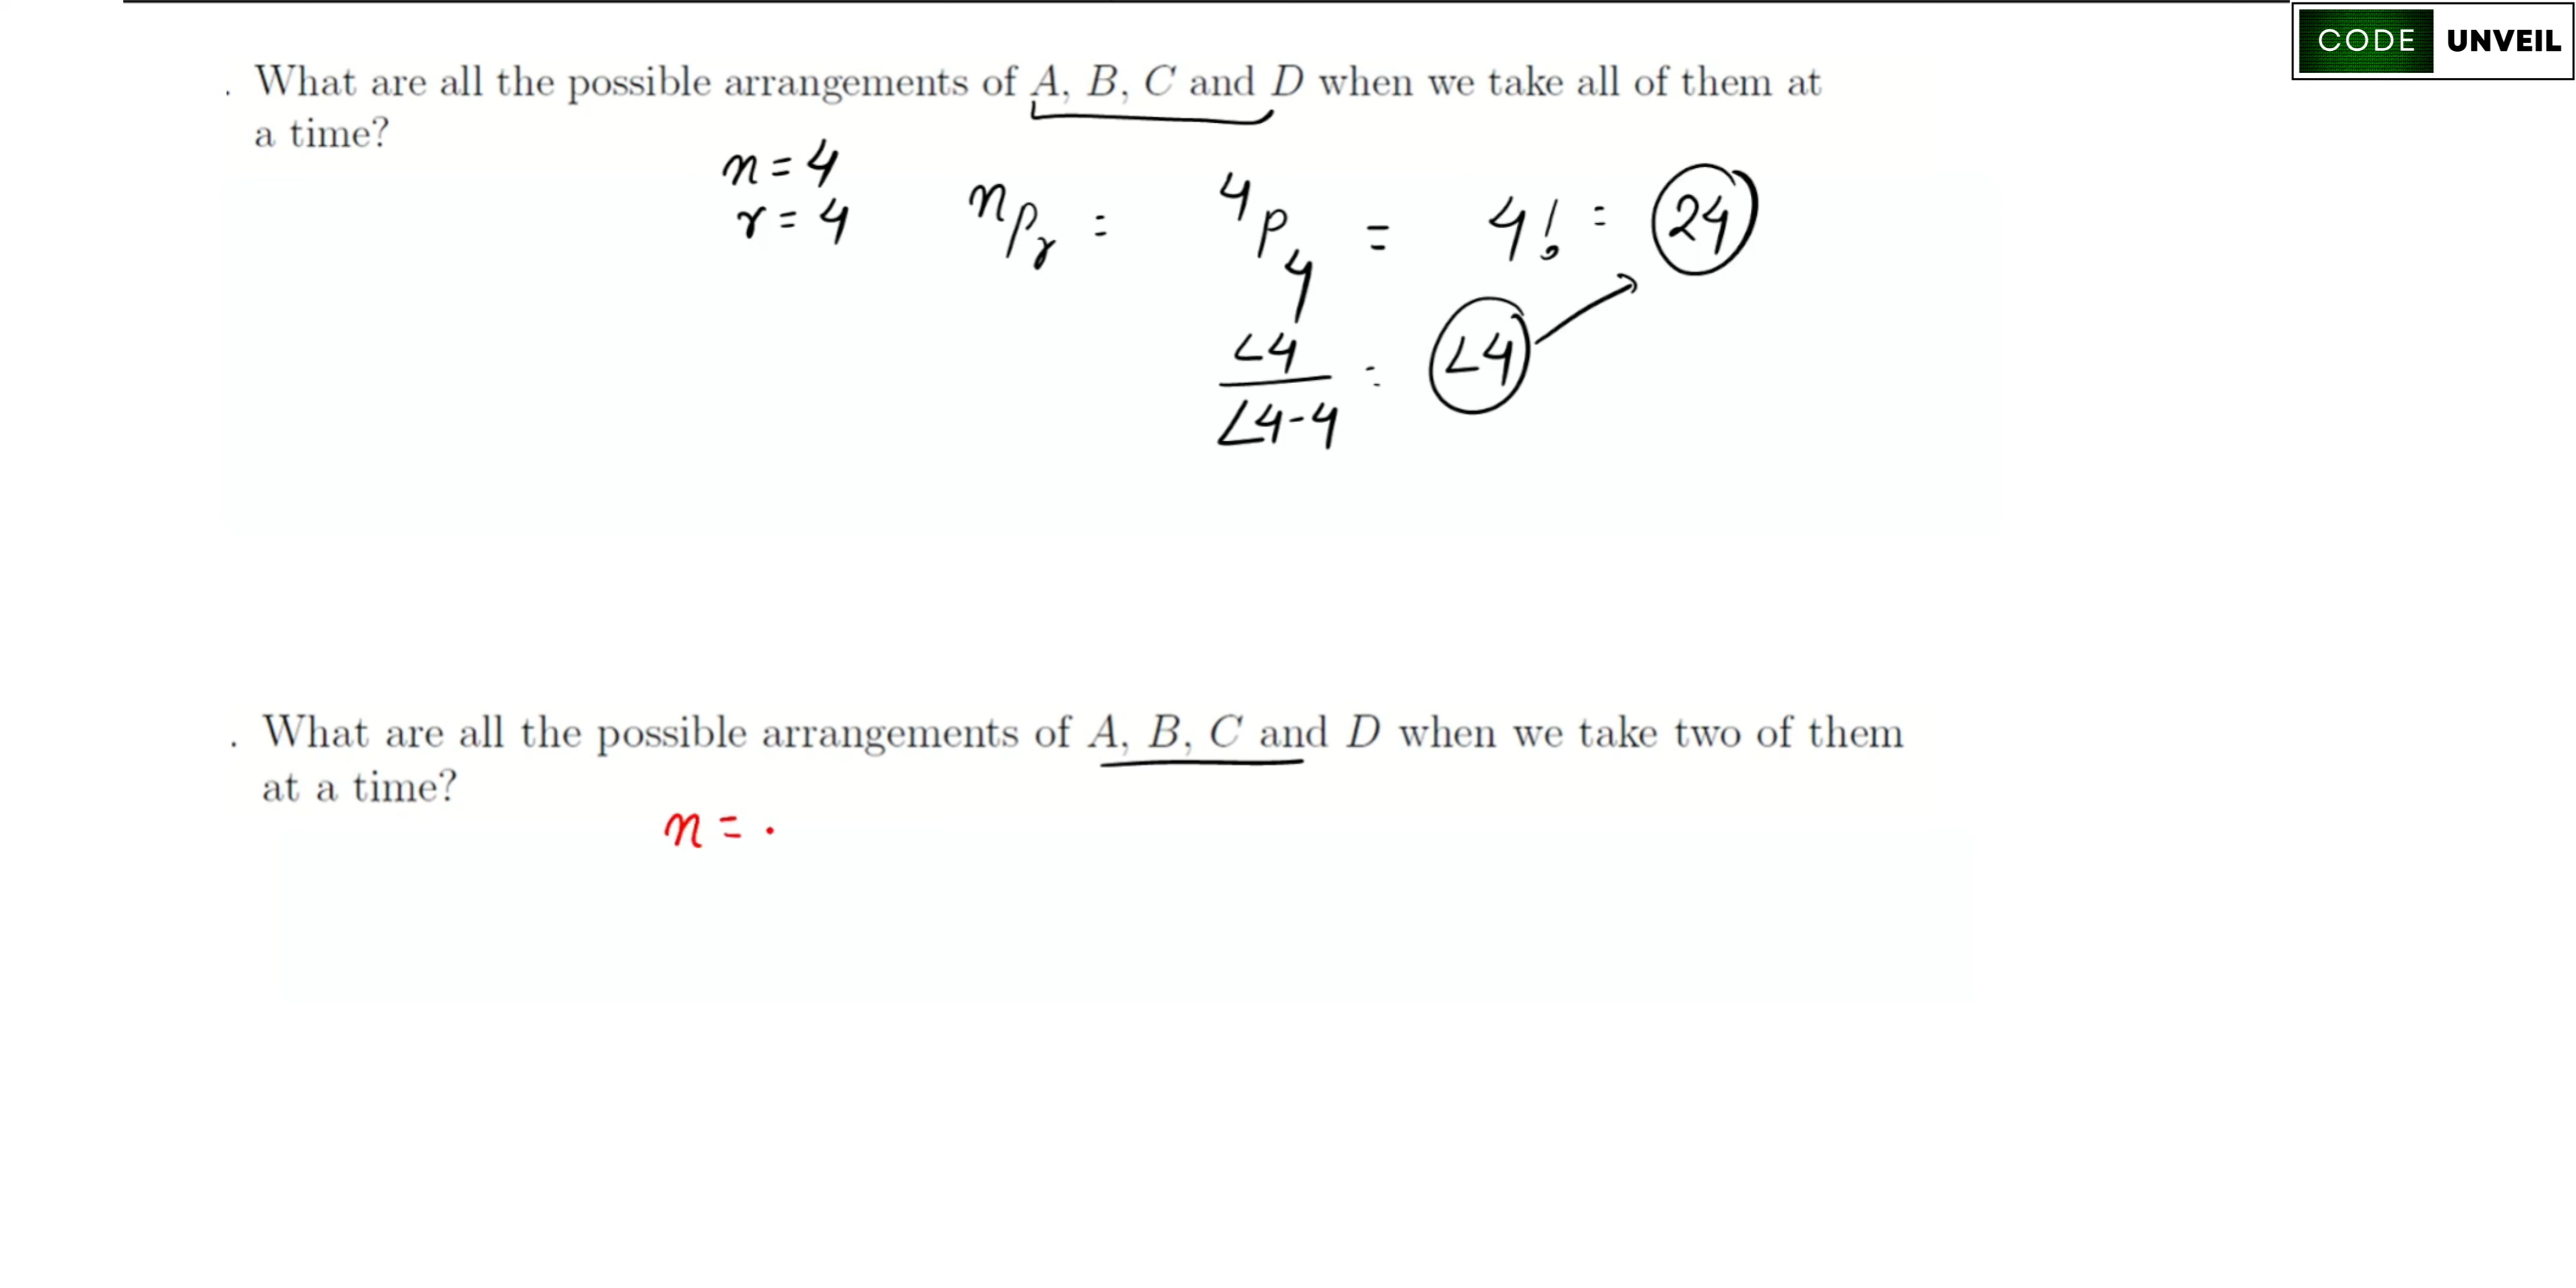 CODE UNVEIL
. What are all the possible arrangements of A, B, C and D when we take all of them at
a time?
n = 4
r = 4
nPr = 4P4 = 4! = 24
∠4 / ∠4-4 = ∠4
. What are all the possible arrangements of A, B, C and D when we take two of them
at a time?
n = .